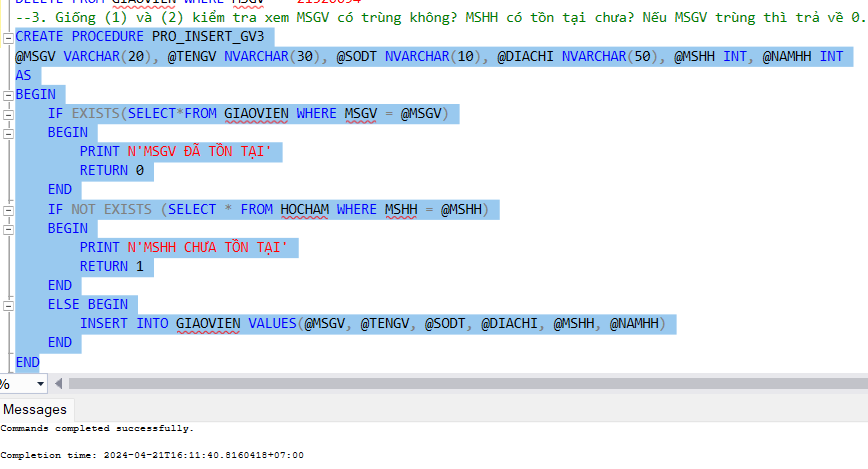 DELETE FROM GIAOVIEN WHERE MSGV = '21920094'
--3. Giống (1) và (2) kiểm tra xem MSGV có trùng không? MSHH có tồn tại chưa? Nếu MSGV trùng thì trả về 0.
CREATE PROCEDURE PRO_INSERT_GV3
@MSGV VARCHAR(20), @TENGV NVARCHAR(30), @SODT NVARCHAR(10), @DIACHI NVARCHAR(50), @MSHH INT, @NAMHH INT
AS
BEGIN
IF EXISTS(SELECT*FROM GIAOVIEN WHERE MSGV = @MSGV)
BEGIN
PRINT N'MSGV ĐÃ TỒN TẠI'
RETURN 0
END
IF NOT EXISTS (SELECT * FROM HOCHAM WHERE MSHH = @MSHH)
BEGIN
PRINT N'MSHH CHƯA TỒN TẠI'
RETURN 1
END
ELSE BEGIN
INSERT INTO GIAOVIEN VALUES(@MSGV, @TENGV, @SODT, @DIACHI, @MSHH, @NAMHH)
END
END
%
Messages
Commands completed successfully.
Completion time: 2024-04-21T16:11:40.8160418+07:00